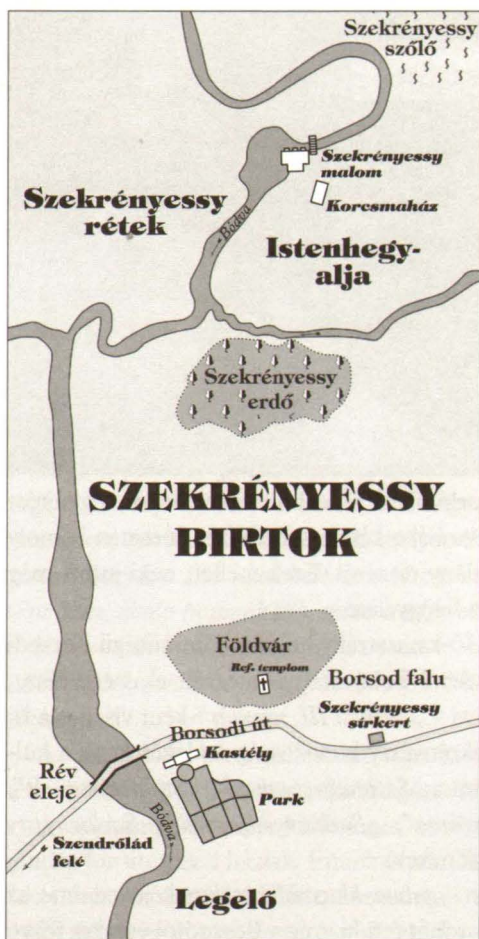 Szekrényessy
szőlő
Szekrényessy
malom
Korcsmaház
Szekrényessy
rétek
Bódva
Istenhegy-
alja
Szekrényessy
erdő
SZEKRÉNYESSY
BIRTOK
Földvár
Ref. templom
Borsod falu
Szekrényessy
sírkert
Borsodi út
Kastély
Rév
eleje
Park
Bódva
Szendrőlád
felé
Legelő